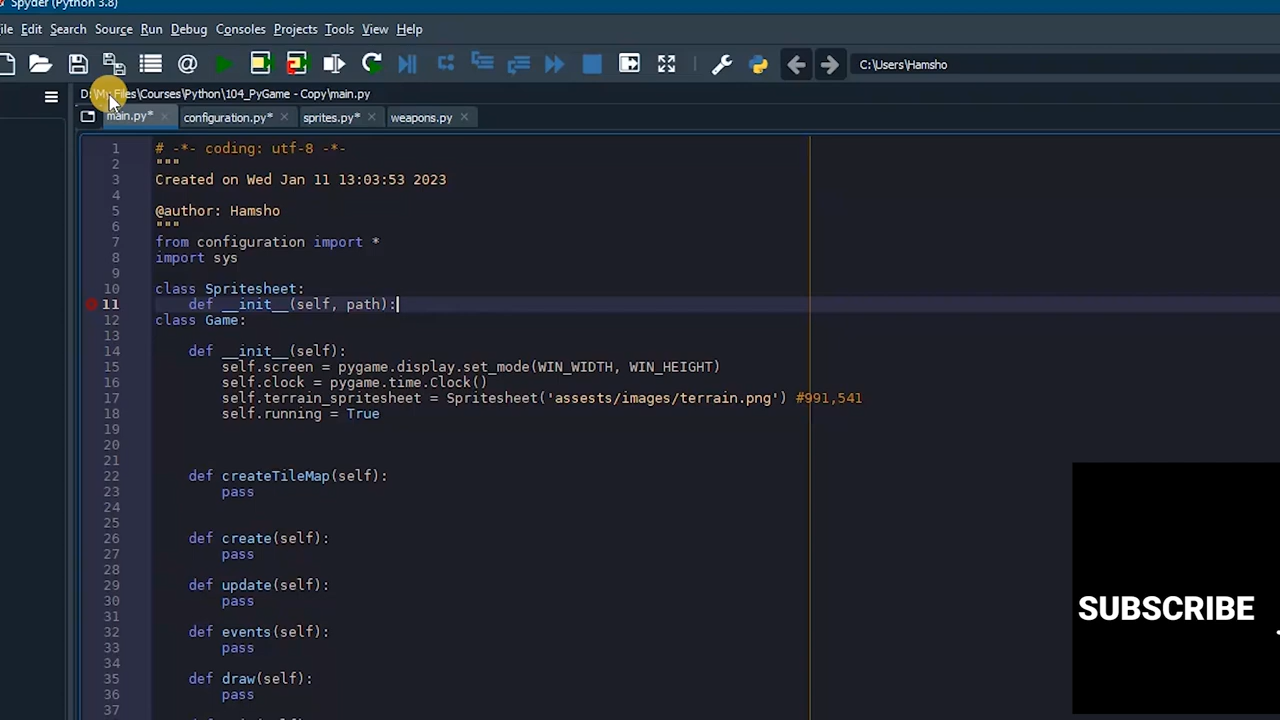 Spyder (Python 3.8)
ile Edit Search Source Run Debug Consoles Projects Tools View Help
C:\Users\Hamsho
D:\My Files\Courses\Python\104_PyGame - Copy\main.py
main.py* configuration.py* sprites.py* weapons.py
1 # -*- coding: utf-8 -*-
2 """
3 Created on Wed Jan 11 13:03:53 2023
4
5 @author: Hamsho
6 """
7 from configuration import *
8 import sys
9
10 class Spritesheet:
11 def __init__(self, path):
12 class Game:
13
14 def __init__(self):
15 self.screen = pygame.display.set_mode(WIN_WIDTH, WIN_HEIGHT)
16 self.clock = pygame.time.Clock()
17 self.terrain_spritesheet = Spritesheet('assests/images/terrain.png') #991,541
18 self.running = True
19
20
21
22 def createTileMap(self):
23 pass
24
25
26 def create(self):
27 pass
28
29 def update(self):
30 pass
31
32 def events(self):
33 pass
34
35 def draw(self):
36 pass
37
SUBSCRIBE